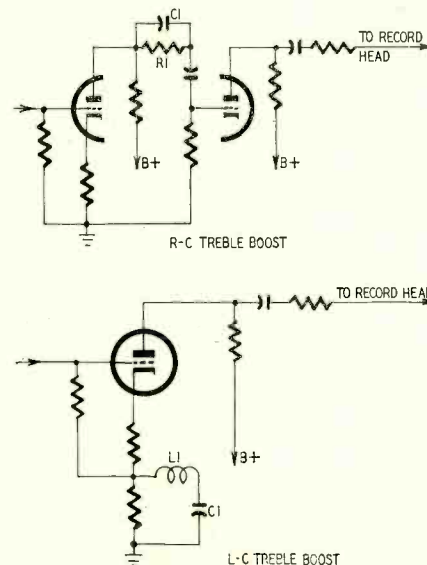 C1
R1
TO RECORD
HEAD
B+
B+
R-C TREBLE BOOST
TO RECORD HEAD
B+
L1
C1
L-C TREBLE BOOST